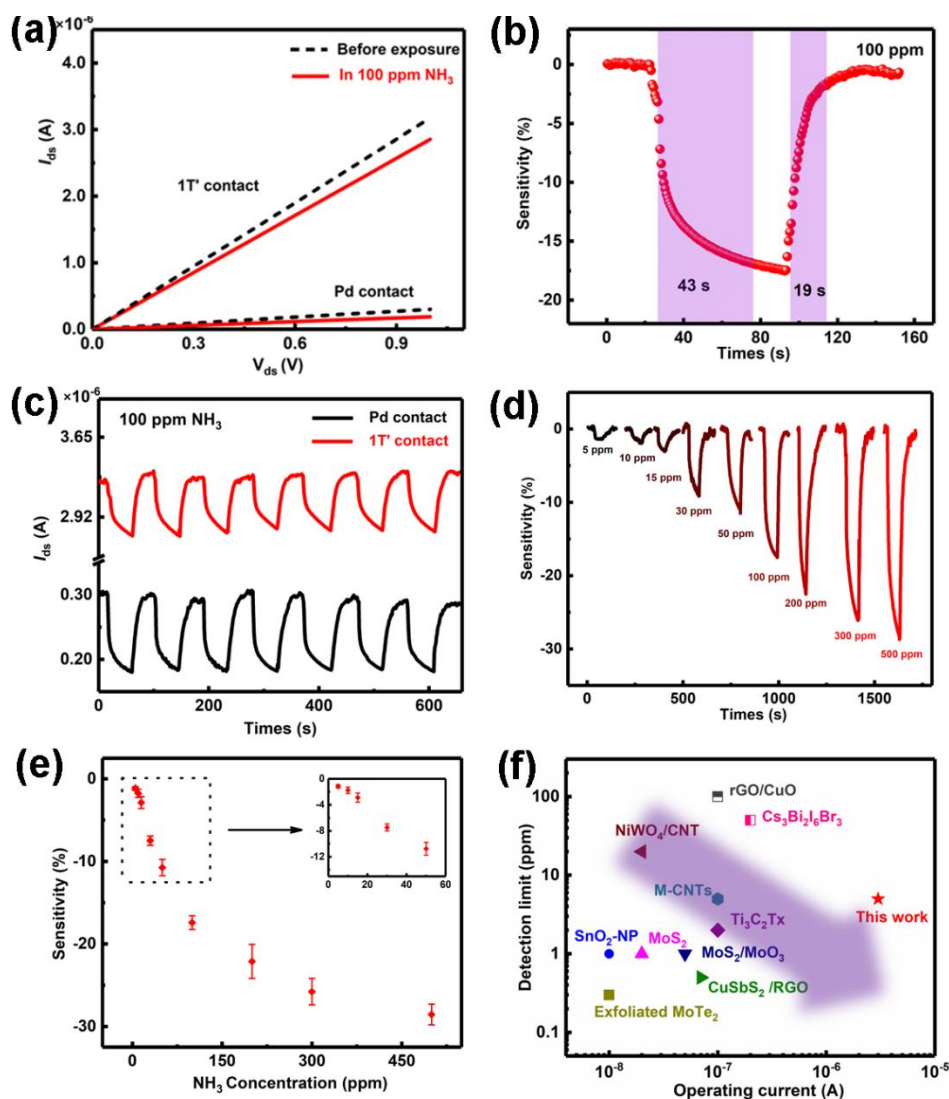 (a)
×10⁻⁵
4.0
3.0
2.0
1.0
0.0
I_ds (A)
Before exposure
In 100 ppm NH₃
1T' contact
Pd contact
0.0 0.3 0.6 0.9
V_ds (V)
(b)
100 ppm
0
-5
-10
-15
-20
Sensitivity (%)
43 s
19 s
0 40 80 120 160
Times (s)
(c)
×10⁻⁶
100 ppm NH₃
Pd contact
1T' contact
3.65
2.92
0.30
0.20
I_ds (A)
0 200 400 600
Times (s)
(d)
0
-10
-20
-30
Sensitivity (%)
5 ppm
10 ppm
15 ppm
30 ppm
50 ppm
100 ppm
200 ppm
300 ppm
500 ppm
0 500 1000 1500
Times (s)
(e)
0
-10
-20
-30
Sensitivity (%)
0
-4
-8
-12
0 20 40 60
0 150 300 450
NH₃ Concentration (ppm)
(f)
100
10
1
0.1
Detection limit (ppm)
rGO/CuO
Cs₃Bi₂I₆Br₃
NiWO₄/CNT
M-CNTs
This work
Ti₃C₂Tx
SnO₂-NP
MoS₂
MoS₂/MoO₃
CuSbS₂ /RGO
Exfoliated MoTe₂
10⁻⁸ 10⁻⁷ 10⁻⁶ 10⁻⁵
Operating current (A)